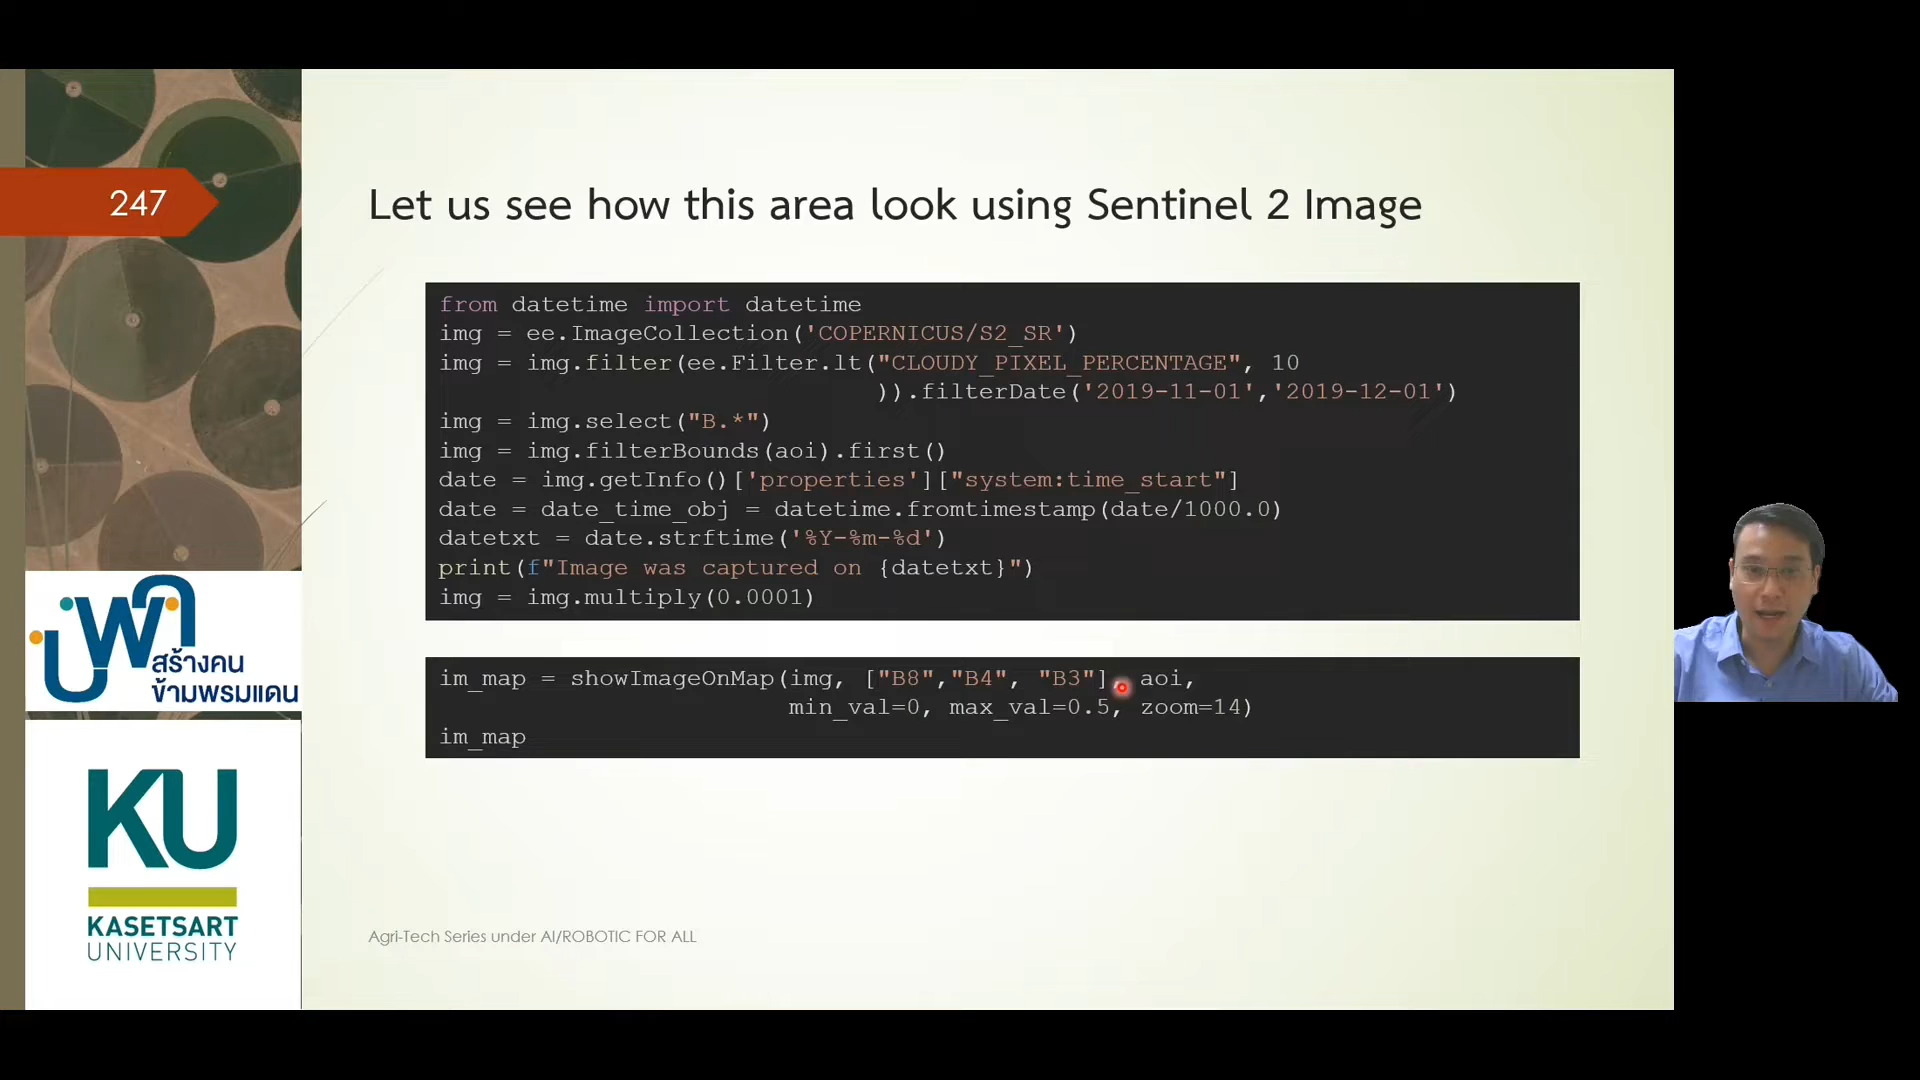 247
Let us see how this area look using Sentinel 2 Image
from datetime import datetime
img = ee.ImageCollection('COPERNICUS/S2_SR')
img = img.filter(ee.Filter.lt("CLOUDY_PIXEL_PERCENTAGE", 10
)).filterDate('2019-11-01','2019-12-01')
img = img.select("B.*")
img = img.filterBounds(aoi).first()
date = img.getInfo()['properties']["system:time_start"]
date = date_time_obj = datetime.fromtimestamp(date/1000.0)
datetxt = date.strftime('%Y-%m-%d')
print(f"Image was captured on {datetxt}")
img = img.multiply(0.0001)
im_map = showImageOnMap(img, ["B8","B4", "B3"], aoi,
min_val=0, max_val=0.5, zoom=14)
im_map
สร้างคน
ข้ามพรมแดน
KU
KASETSART
UNIVERSITY
Agri-Tech Series under AI/ROBOTIC FOR ALL